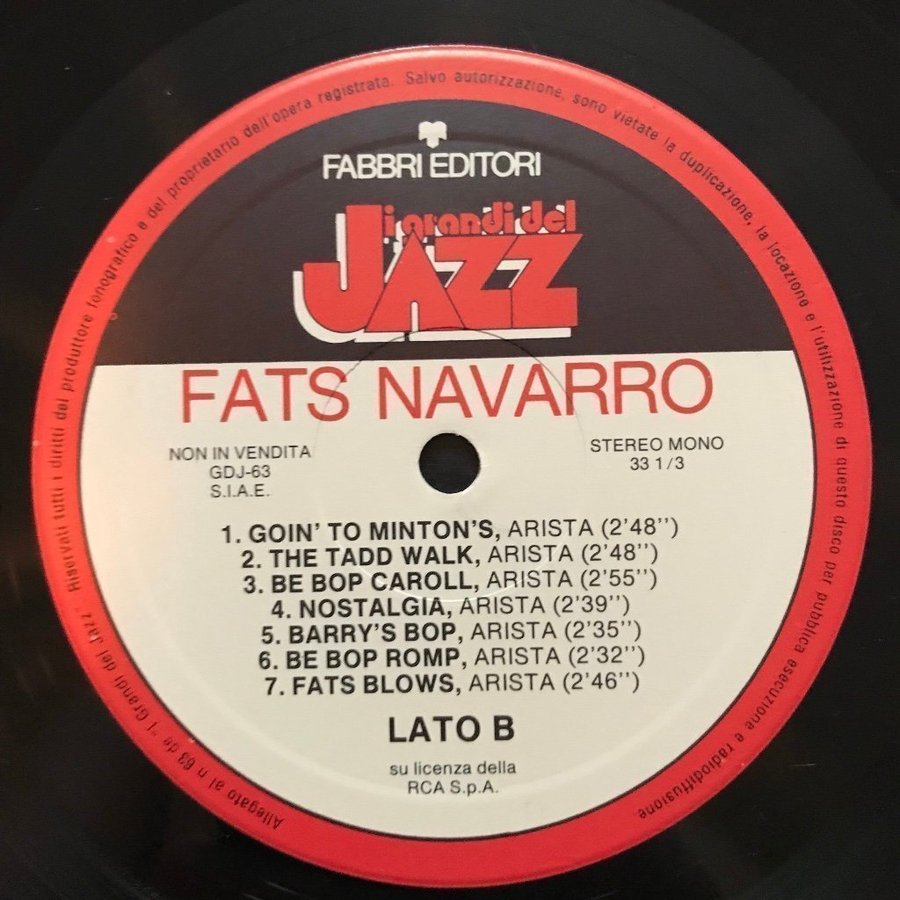 Allegato al n 63 de "I Grandi del Jazz" Riservati tutti i diritti del produttore fonografico e del proprietario dell'opera registrata. Salvo autorizzazione, sono vietate la duplicazione, la locazione e l'utilizzazione di questo disco per pubblica esecuzione e radiodiffusione
FABBRI EDITORI
i grandi del
JAZZ
FATS NAVARRO
NON IN VENDITA
GDJ-63
S.I.A.E.
STEREO MONO
33 1/3
1. GOIN' TO MINTON'S, ARISTA (2'48'')
2. THE TADD WALK, ARISTA (2'48'')
3. BE BOP CAROLL, ARISTA (2'55'')
4. NOSTALGIA, ARISTA (2'39'')
5. BARRY'S BOP, ARISTA (2'35'')
6. BE BOP ROMP, ARISTA (2'32'')
7. FATS BLOWS, ARISTA (2'46'')
LATO B
su licenza della
RCA S.p.A.